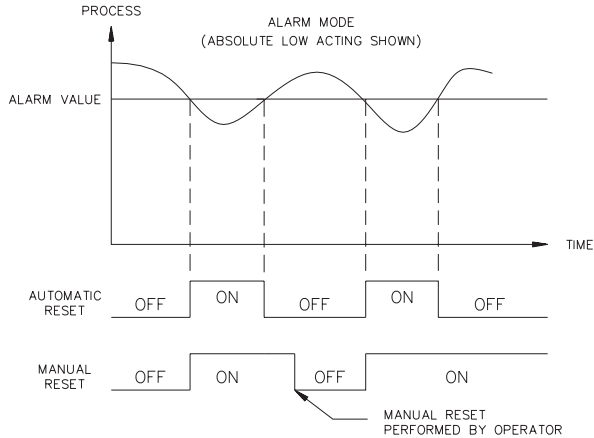 PROCESS
ALARM MODE
(ABSOLUTE LOW ACTING SHOWN)
ALARM VALUE
TIME
AUTOMATIC
RESET
OFF
ON
OFF
ON
OFF
MANUAL
RESET
OFF
ON
OFF
ON
MANUAL RESET
PERFORMED BY OPERATOR